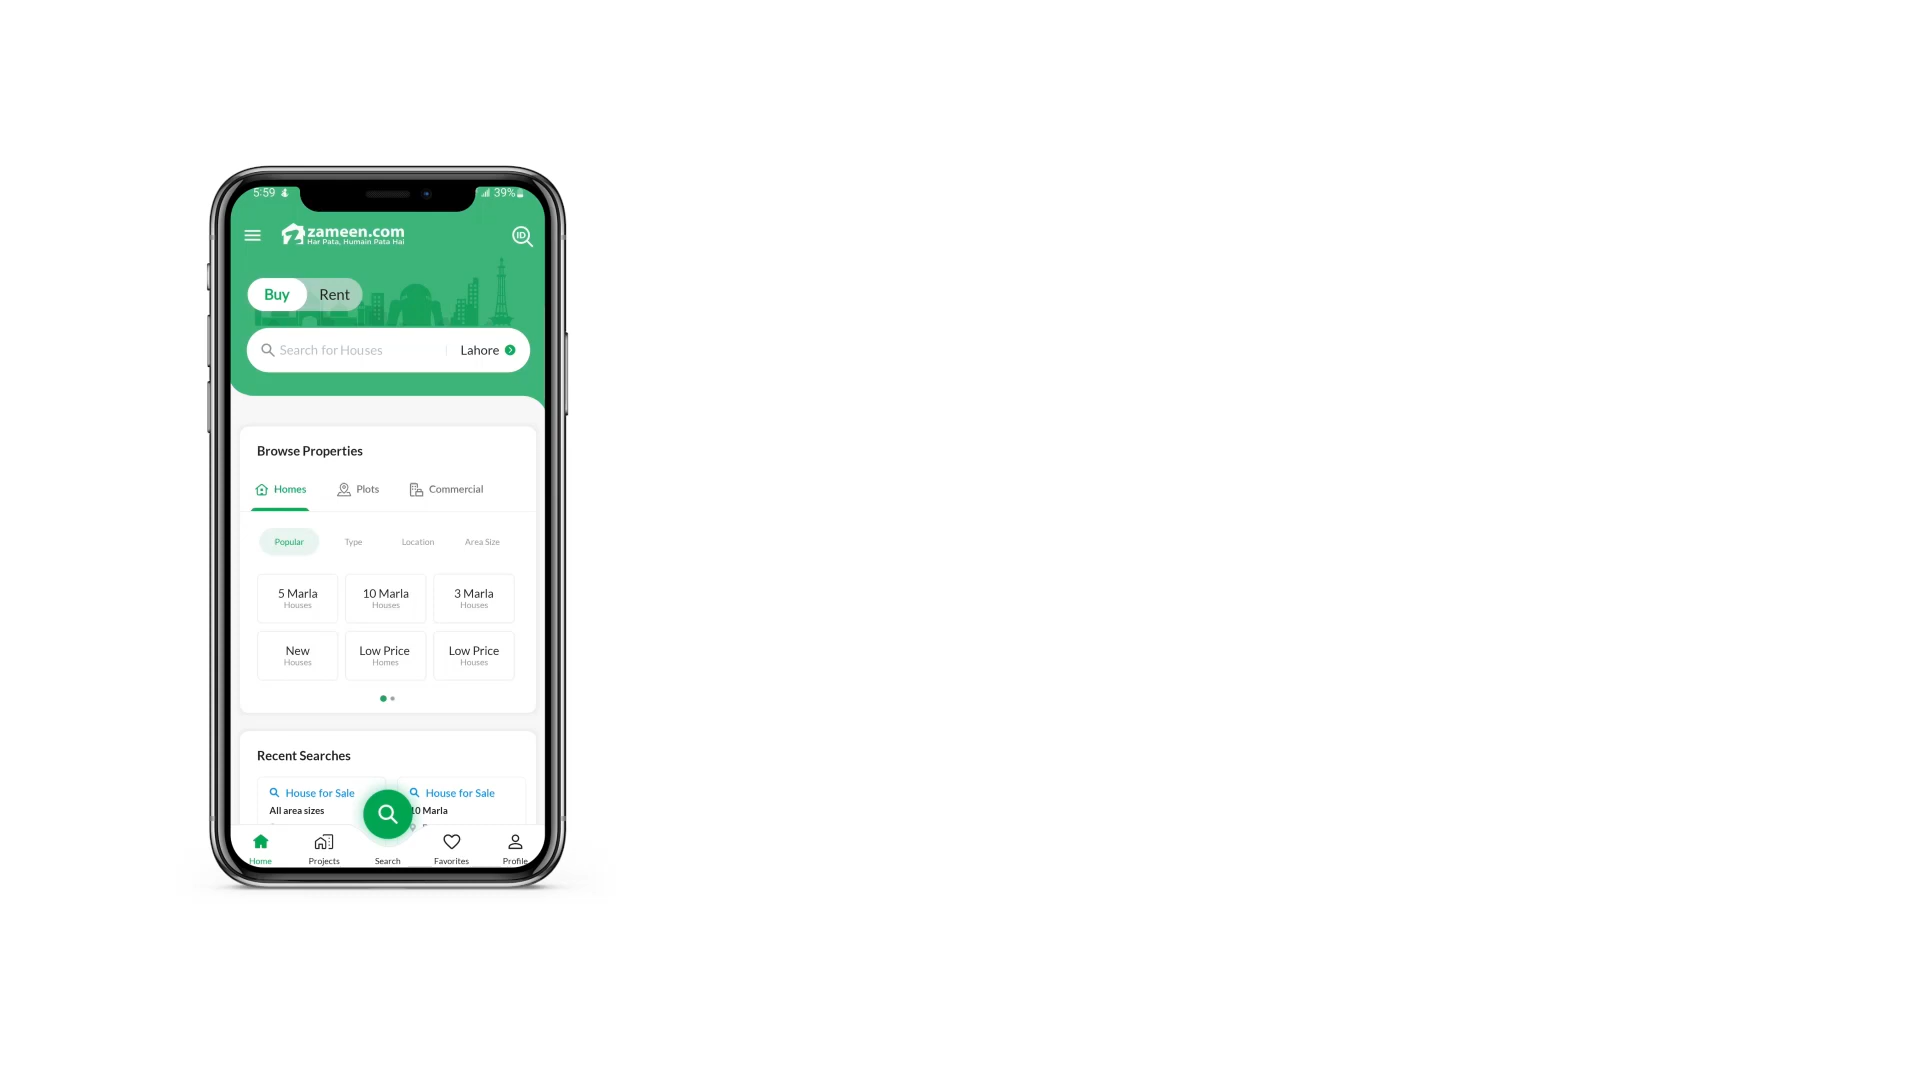 5:59
39%
zameen.com
Har Pata, Humain Pata Hai
ID
Buy Rent
Search for Houses Lahore
Browse Properties
Homes Plots Commercial
Popular Type Location Area Size
5 Marla 10 Marla 3 Marla
Houses Houses Houses
New Low Price Low Price
Houses Homes Houses
Recent Searches
House for Sale House for Sale
All area sizes 10 Marla
Home Projects Search Favorites Profile